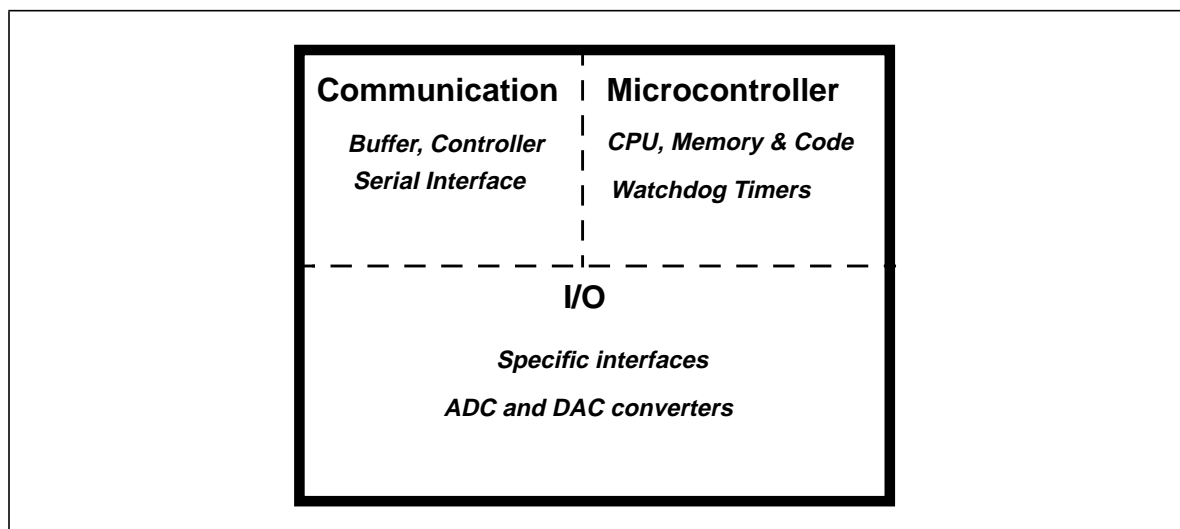 Communication
Buffer, Controller
Serial Interface
Microcontroller
CPU, Memory & Code
Watchdog Timers
I/O
Specific interfaces
ADC and DAC converters